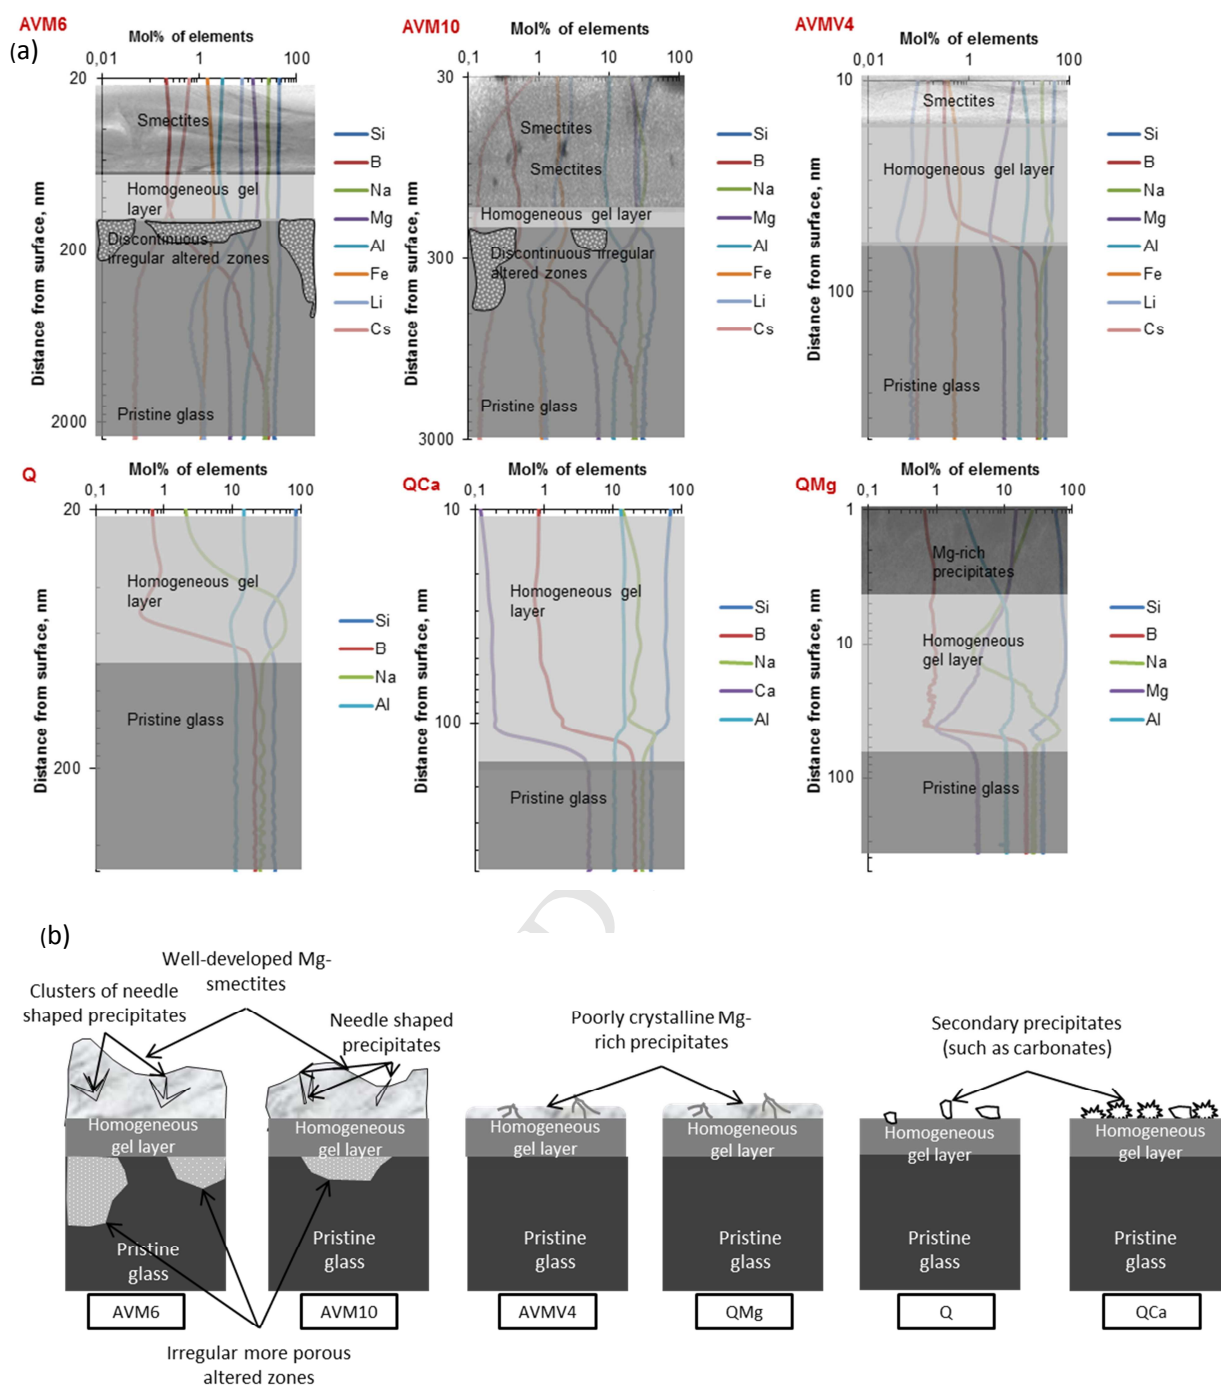 (a)
AVM6
Mol% of elements
0,01 1 100
20
200
2000
Distance from surface, nm
Smectites
Homogeneous gel
layer
Discontinuous
irregular altered zones
Pristine glass
Si
B
Na
Mg
Al
Fe
Li
Cs
AVM10
Mol% of elements
0,1 1 10 100
30
300
3000
Distance from surface, nm
Smectites
Smectites
Homogeneous gel layer
Discontinuous irregular
altered zones
Pristine glass
Si
B
Na
Mg
Al
Fe
Li
Cs
AVMV4
Mol% of elements
0,01 1 100
10
100
Distance from surface, nm
Smectites
Homogeneous gel layer
Pristine glass
Si
B
Na
Mg
Al
Fe
Li
Cs
Q
Mol% of elements
0,1 1 10 100
20
200
Distance from surface, nm
Homogeneous gel
layer
Pristine glass
Si
B
Na
Al
QCa
Mol% of elements
0,1 1 10 100
10
100
Distance from surface, nm
Homogeneous gel
layer
Pristine glass
Si
B
Na
Ca
Al
QMg
Mol% of elements
0,1 1 10 100
1
10
100
Distance from surface, nm
Mg-rich
precipitates
Homogeneous
gel layer
Pristine glass
Si
B
Na
Mg
Al
(b)
Well-developed Mg-
smectites
Clusters of needle
shaped precipitates
Needle shaped
precipitates
Poorly crystalline Mg-
rich precipitates
Secondary precipitates
(such as carbonates)
Homogeneous
gel layer
Pristine
glass
AVM6
Homogeneous
gel layer
Pristine
glass
AVM10
Homogeneous
gel layer
Pristine
glass
AVMV4
Homogeneous
gel layer
Pristine
glass
QMg
Homogeneous
gel layer
Pristine
glass
Q
Homogeneous
gel layer
Pristine
glass
QCa
Irregular more porous
altered zones